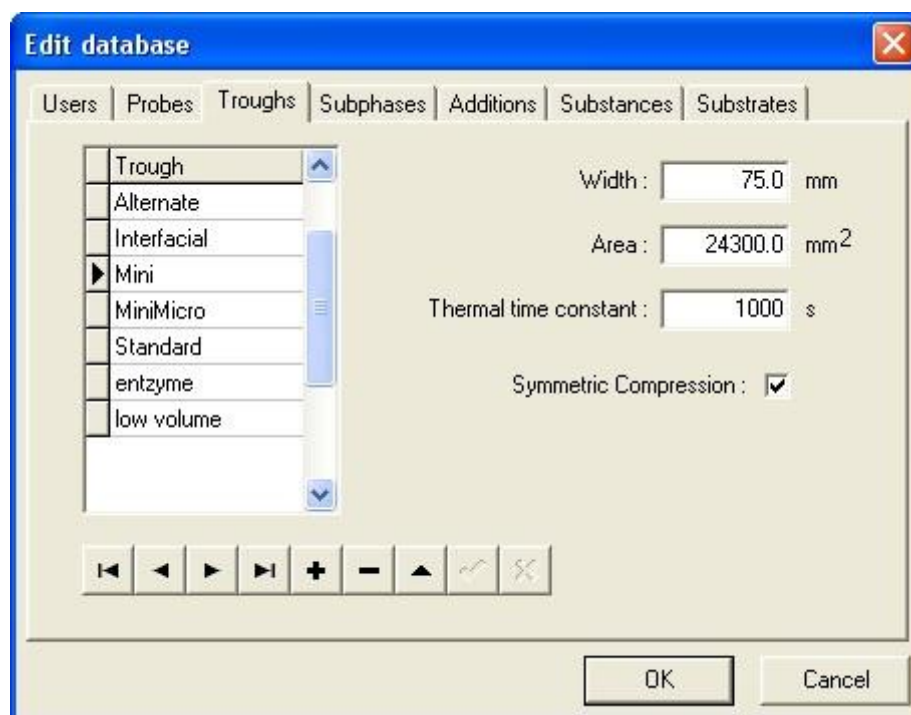 Edit database
Users Probes Troughs Subphases Additions Substances Substrates
Trough
Alternate
Interfacial
Mini
MiniMicro
Standard
entzyme
low volume
Width : 75.0 mm
Area : 24300.0 mm2
Thermal time constant : 1000 s
Symmetric Compression :
OK Cancel